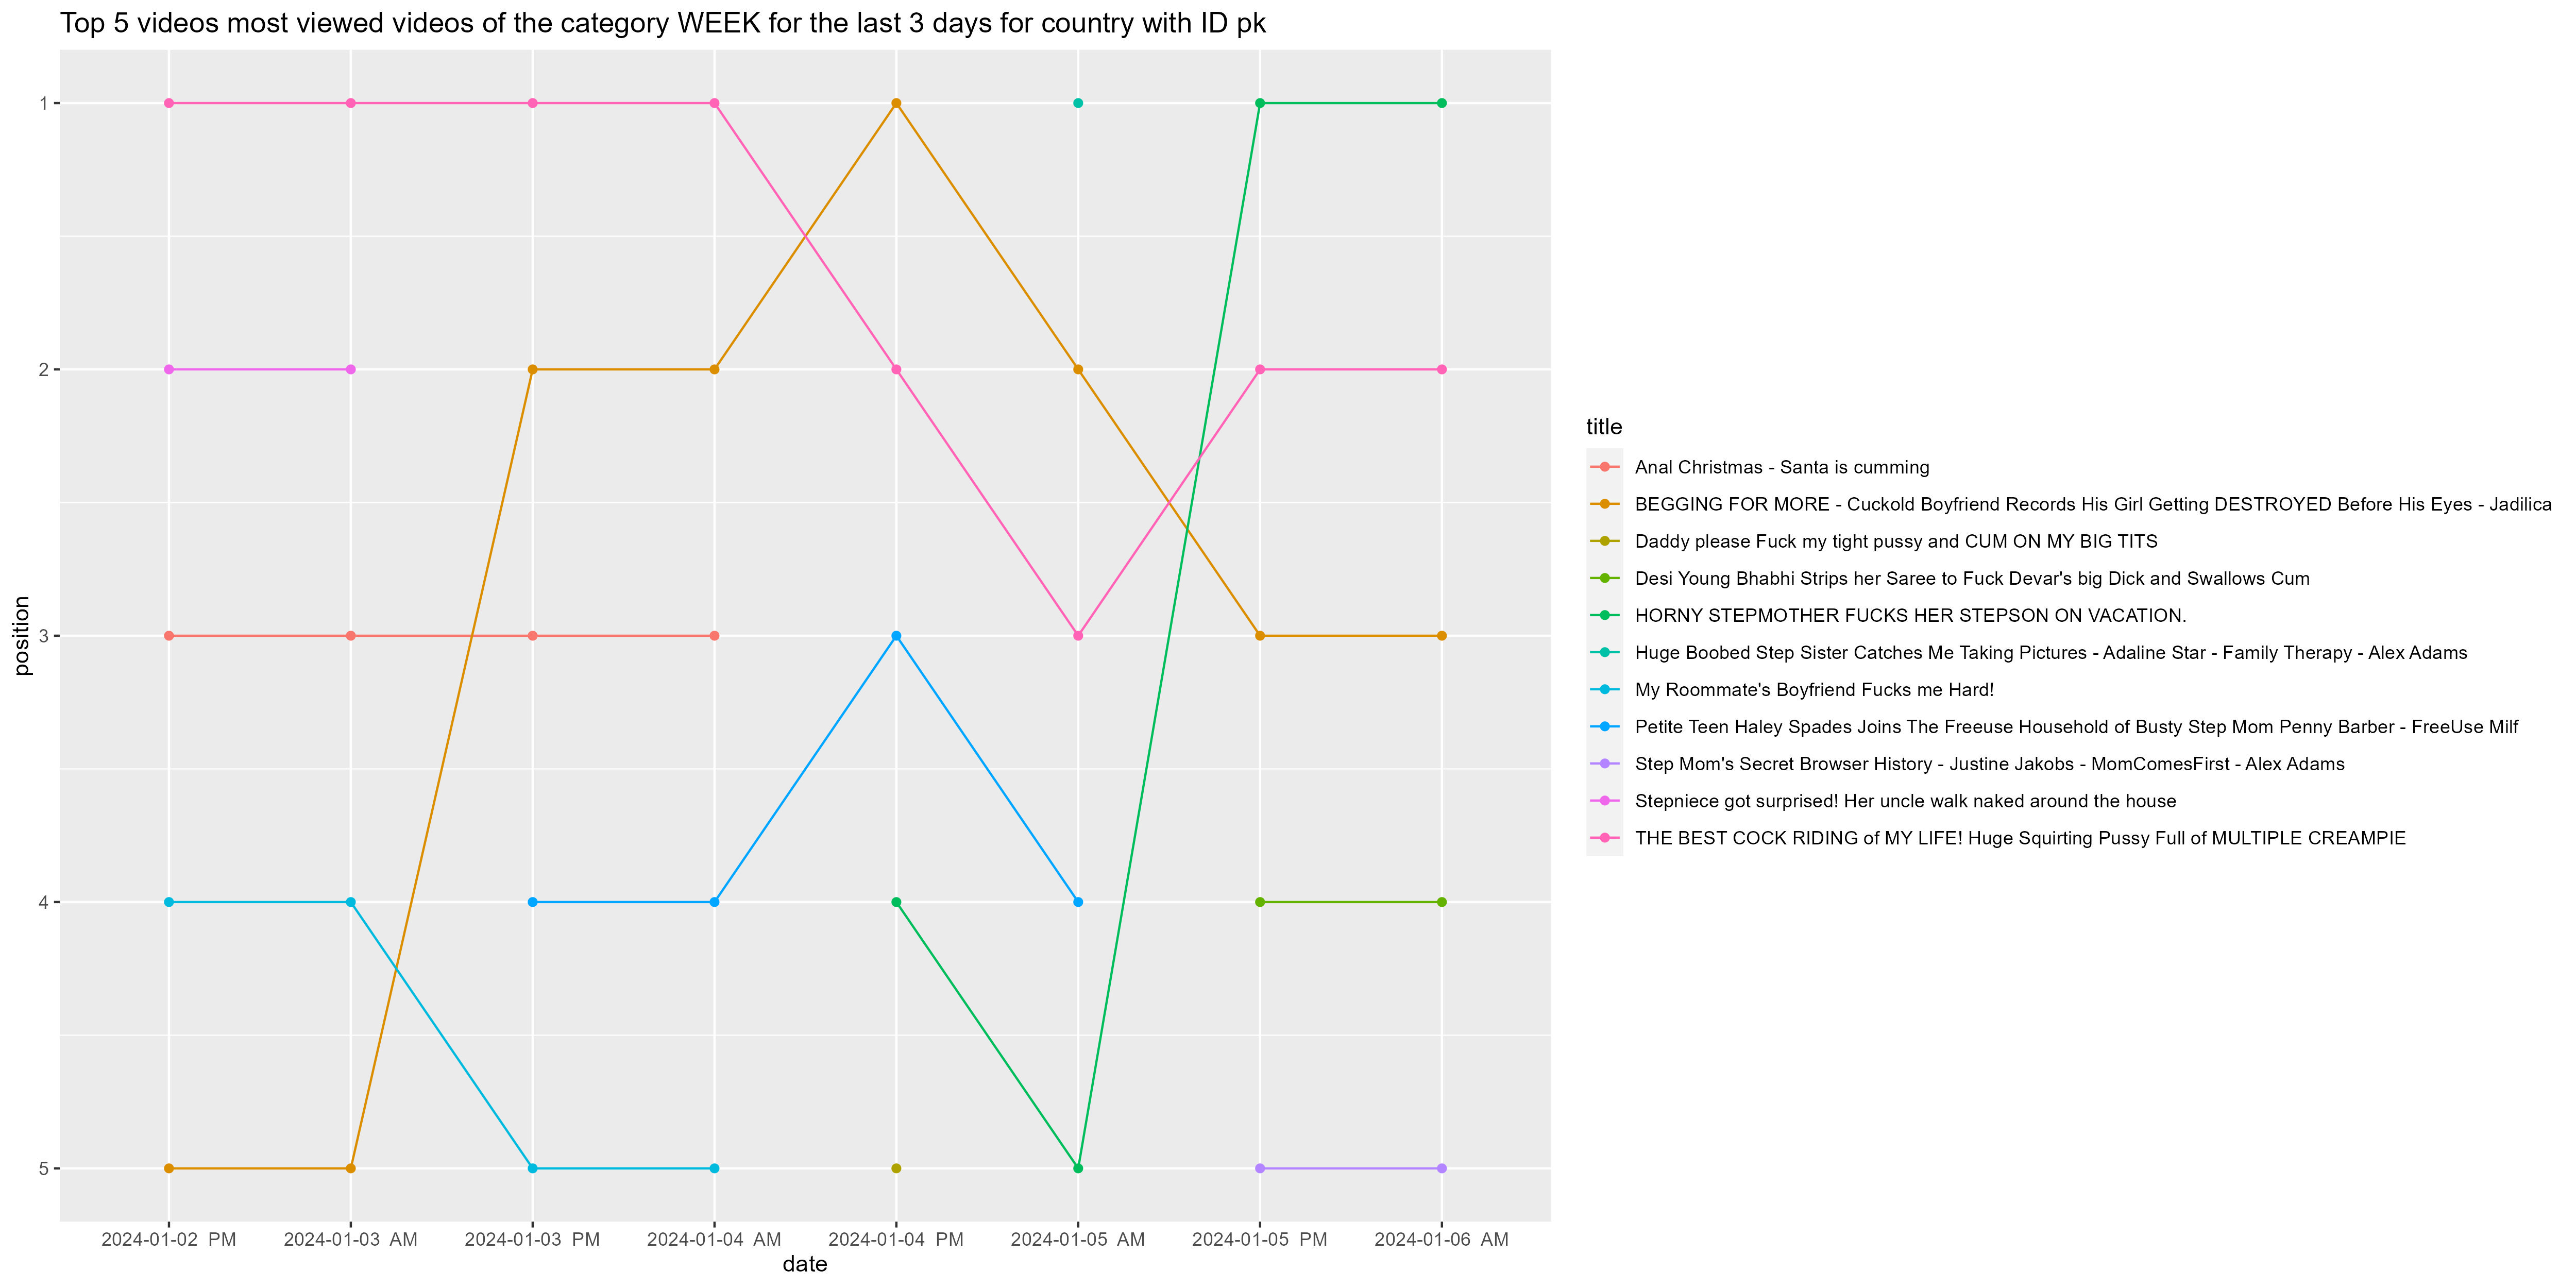 Top 5 videos most viewed videos of the category WEEK for the last 3 days for country with ID pk
position
1
2
3
4
5
2024-01-02 PM
2024-01-03 AM
2024-01-03 PM
2024-01-04 AM
2024-01-04 PM
2024-01-05 AM
2024-01-05 PM
2024-01-06 AM
date
title
Anal Christmas - Santa is cumming
BEGGING FOR MORE - Cuckold Boyfriend Records His Girl Getting DESTROYED Before His Eyes - Jadilica
Daddy please Fuck my tight pussy and CUM ON MY BIG TITS
Desi Young Bhabhi Strips her Saree to Fuck Devar's big Dick and Swallows Cum
HORNY STEPMOTHER FUCKS HER STEPSON ON VACATION.
Huge Boobed Step Sister Catches Me Taking Pictures - Adaline Star - Family Therapy - Alex Adams
My Roommate's Boyfriend Fucks me Hard!
Petite Teen Haley Spades Joins The Freeuse Household of Busty Step Mom Penny Barber - FreeUse Milf
Step Mom's Secret Browser History - Justine Jakobs - MomComesFirst - Alex Adams
Stepniece got surprised! Her uncle walk naked around the house
THE BEST COCK RIDING of MY LIFE! Huge Squirting Pussy Full of MULTIPLE CREAMPIE